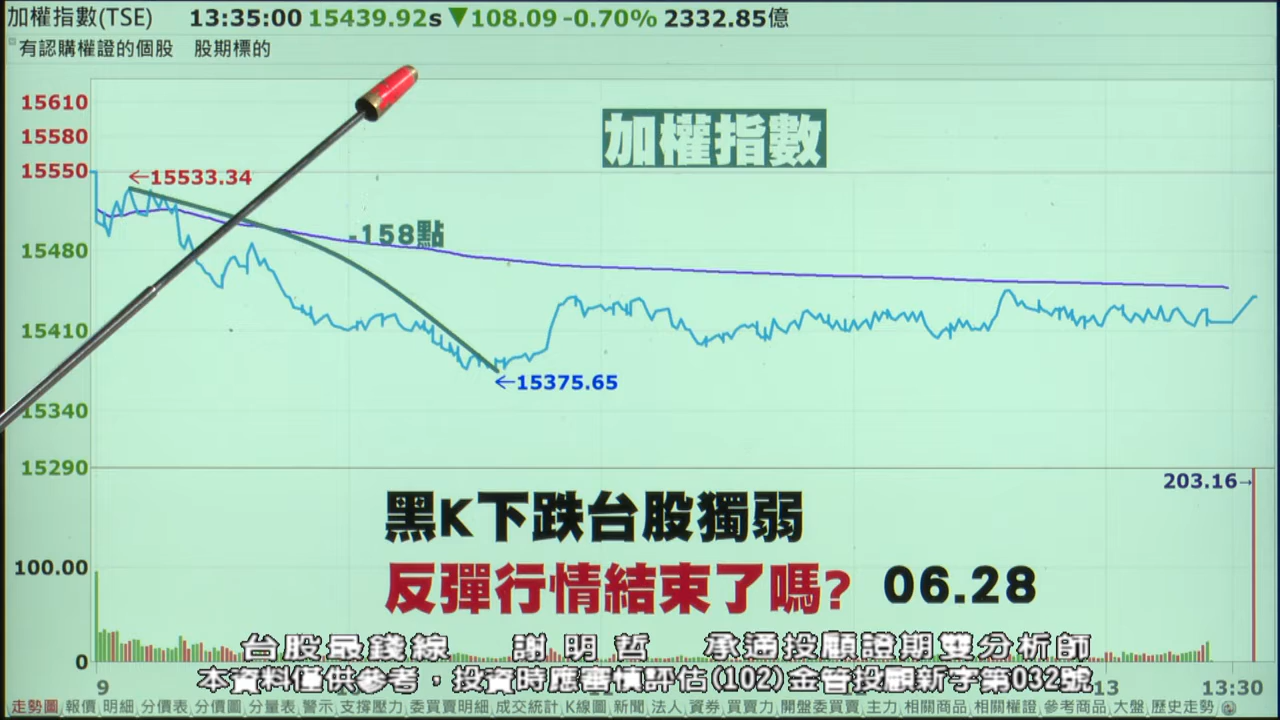 加權指數(TSE) 13:35:00 15439.92s ▼108.09 -0.70% 2332.85億
有認購權證的個股 股期標的
15610
加權指數
15580
15550
←15533.34
-158點
15480
15410
←15375.65
15340
15290
203.16→
黑K下跌台股獨弱
100.00
反彈行情結束了嗎? 06.28
台股最錢線 謝明哲 承通投顧證期雙分析師
0
本資料僅供參考，投資時應審慎評估(102)金管投顧新字第032號
9 13 13:30
走勢圖 報價 明細 分價表 分價圖 分量表 警示 支撐壓力 委買賣明細 成交統計 K線圖 新聞 法人 資券 買賣力 開盤委買賣 主力 相關商品 相關權證 參考商品 大盤 歷史走勢